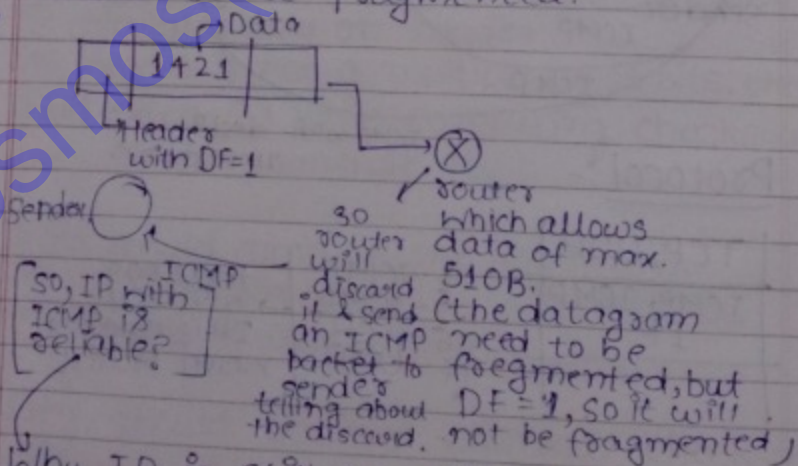 fragmented.
Data
1421
Header
with DF=1
router
sender
which allows
data of max.
510B.
(the datagram
need to be
fregmented, but
DF = 1, so it will
not be fragmented)
so
router
will
discard
it & send
an ICMP
packet to
sender
telling about
the discard.
ICMP
[so, IP with
ICMP is
reliable?]
IP